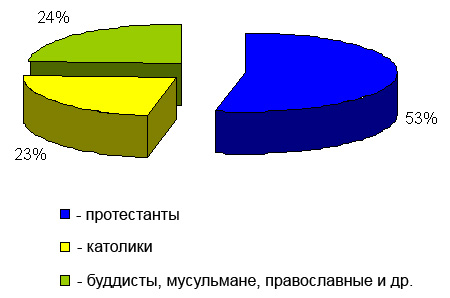 24%
53%
23%
- протестанты
- католики
- буддисты, мусульмане, православные и др.